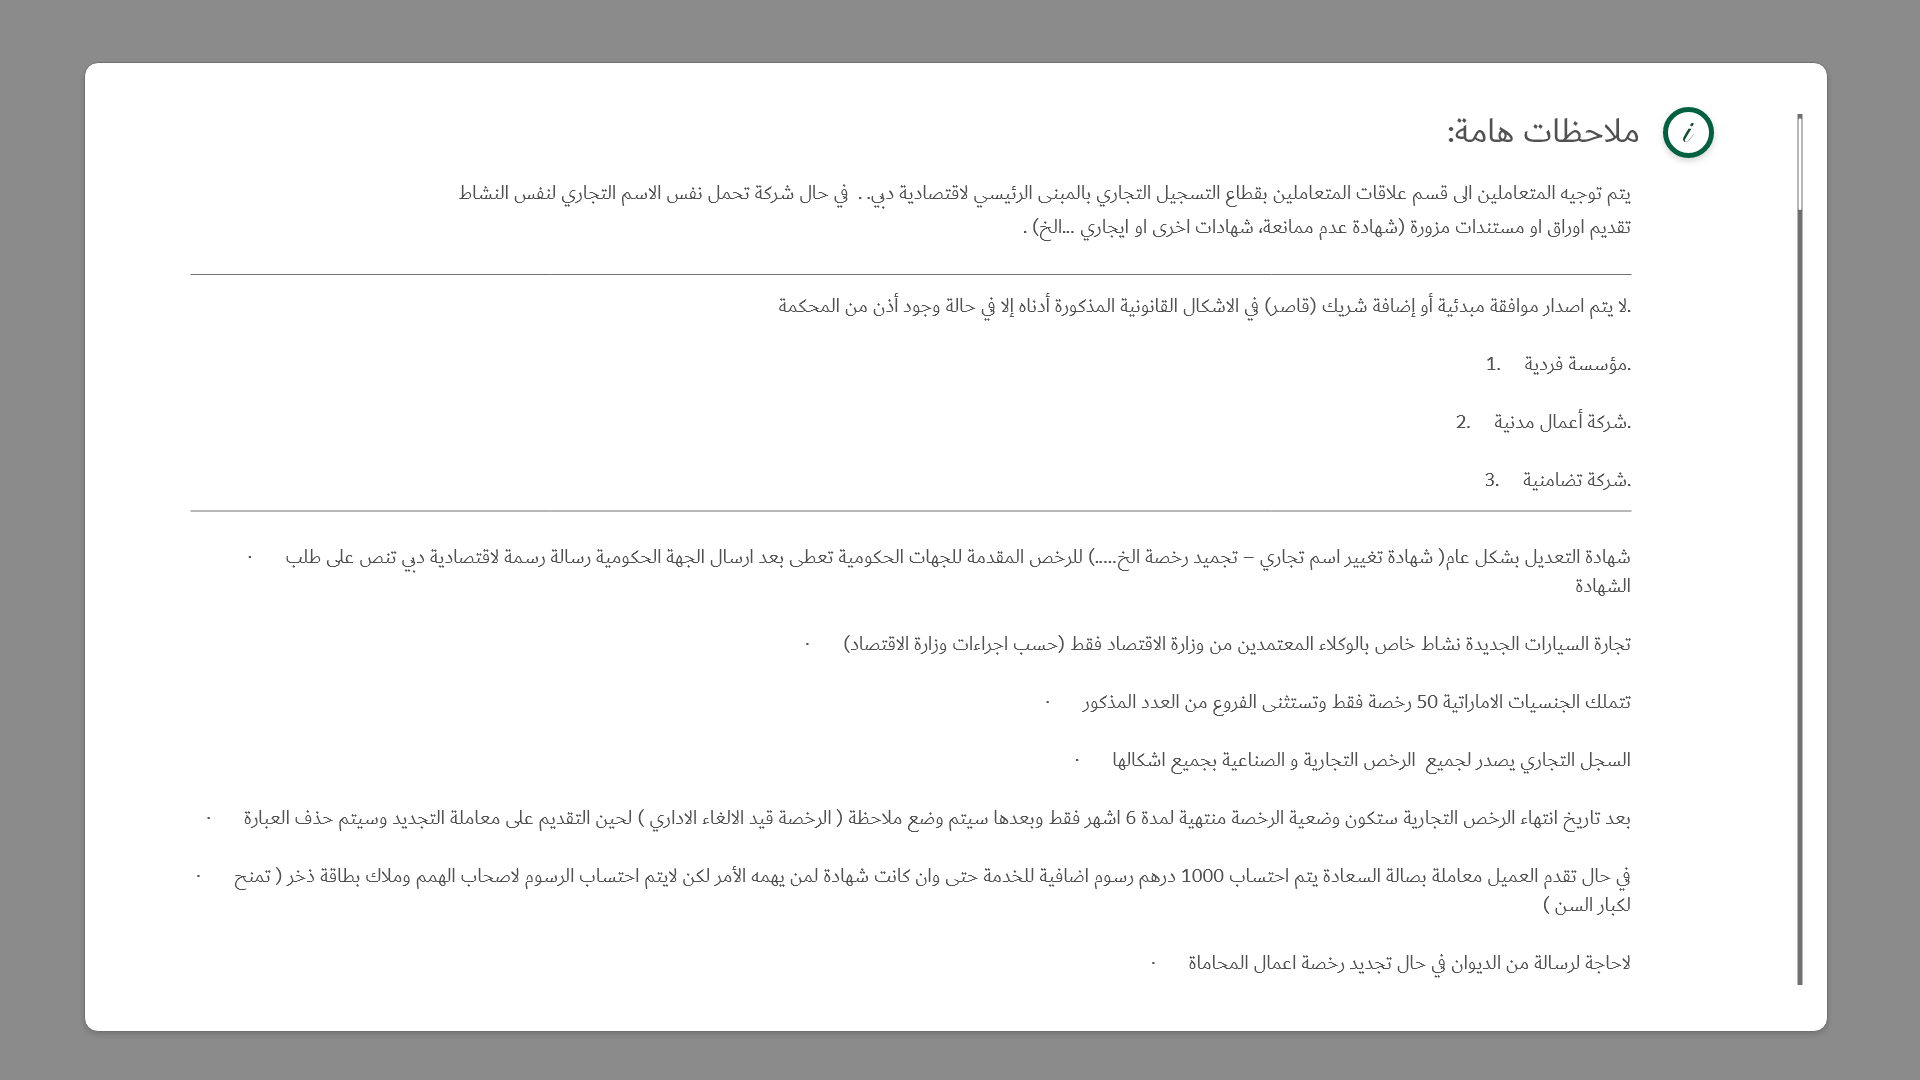 ملاحظات هامة:
يتم توجيه المتعاملين الى قسم علاقات المتعاملين بقطاع التسجيل التجاري بالمبنى الرئيسي لاقتصادية دبي. . في حال شركة تحمل نفس الاسم التجاري لنفس النشاط
تقديم اوراق او مستندات مزورة (شهادة عدم ممانعة، شهادات اخرى او ايجاري ...الخ) .
.لا يتم اصدار موافقة مبدئية أو إضافة شريك (قاصر) في الاشكال القانونية المذكورة أدناه إلا في حالة وجود أذن من المحكمة
.مؤسسة فردية 1.
.شركة أعمال مدنية 2.
.شركة تضامنية 3.
شهادة التعديل بشكل عام( شهادة تغيير اسم تجاري – تجميد رخصة الخ.....) للرخص المقدمة للجهات الحكومية تعطى بعد ارسال الجهة الحكومية رسالة رسمة لاقتصادية دبي تنص على طلب ·
الشهادة
تجارة السيارات الجديدة نشاط خاص بالوكلاء المعتمدين من وزارة الاقتصاد فقط (حسب اجراءات وزارة الاقتصاد) ·
تتملك الجنسيات الاماراتية 50 رخصة فقط وتستثنى الفروع من العدد المذكور ·
السجل التجاري يصدر لجميع الرخص التجارية و الصناعية بجميع اشكالها ·
بعد تاريخ انتهاء الرخص التجارية ستكون وضعية الرخصة منتهية لمدة 6 اشهر فقط وبعدها سيتم وضع ملاحظة ( الرخصة قيد الالغاء الاداري ) لحين التقديم على معاملة التجديد وسيتم حذف العبارة ·
في حال تقدم العميل معاملة بصالة السعادة يتم احتساب 1000 درهم رسوم اضافية للخدمة حتى وان كانت شهادة لمن يهمه الأمر لكن لايتم احتساب الرسوم لاصحاب الهمم وملاك بطاقة ذخر ( تمنح ·
لكبار السن )
لاحاجة لرسالة من الديوان في حال تجديد رخصة اعمال المحاماة ·